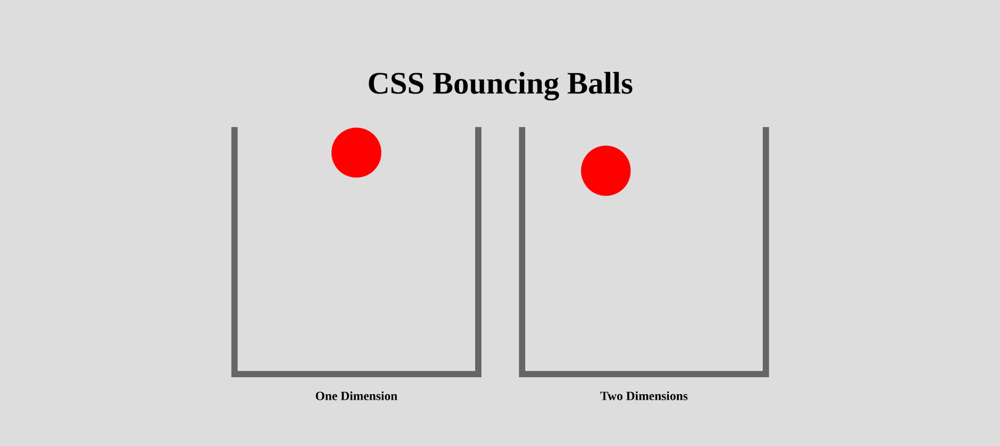 CSS Bouncing Balls
One Dimension
Two Dimensions